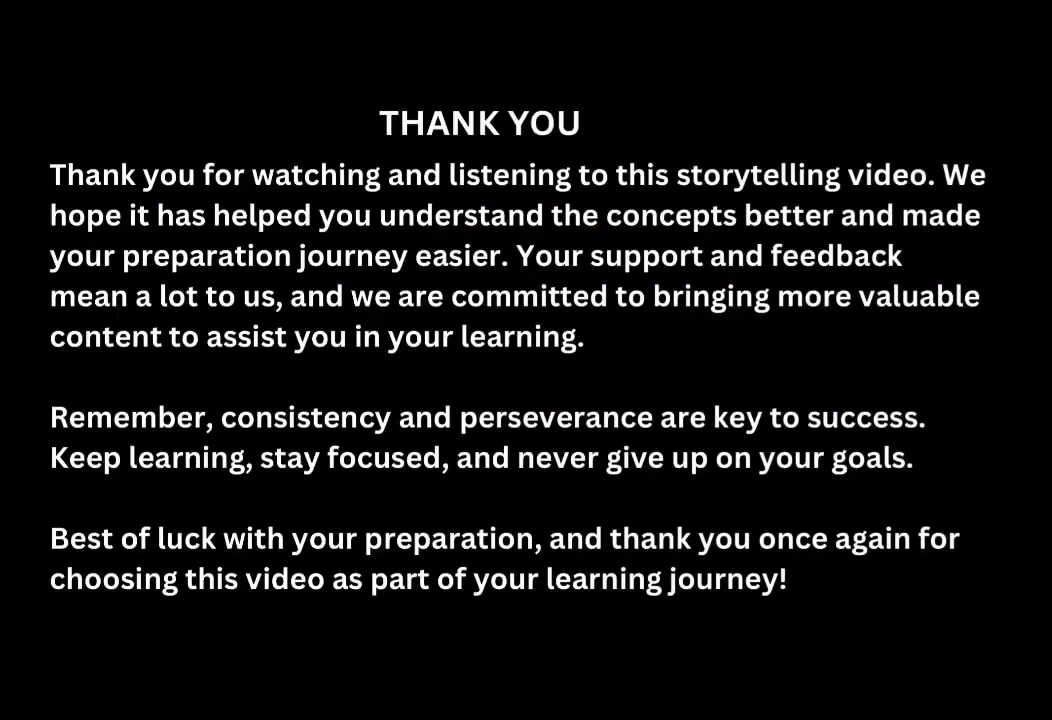 THANK YOU
Thank you for watching and listening to this storytelling video. We
hope it has helped you understand the concepts better and made
your preparation journey easier. Your support and feedback
mean a lot to us, and we are committed to bringing more valuable
content to assist you in your learning.
Remember, consistency and perseverance are key to success.
Keep learning, stay focused, and never give up on your goals.
Best of luck with your preparation, and thank you once again for
choosing this video as part of your learning journey!